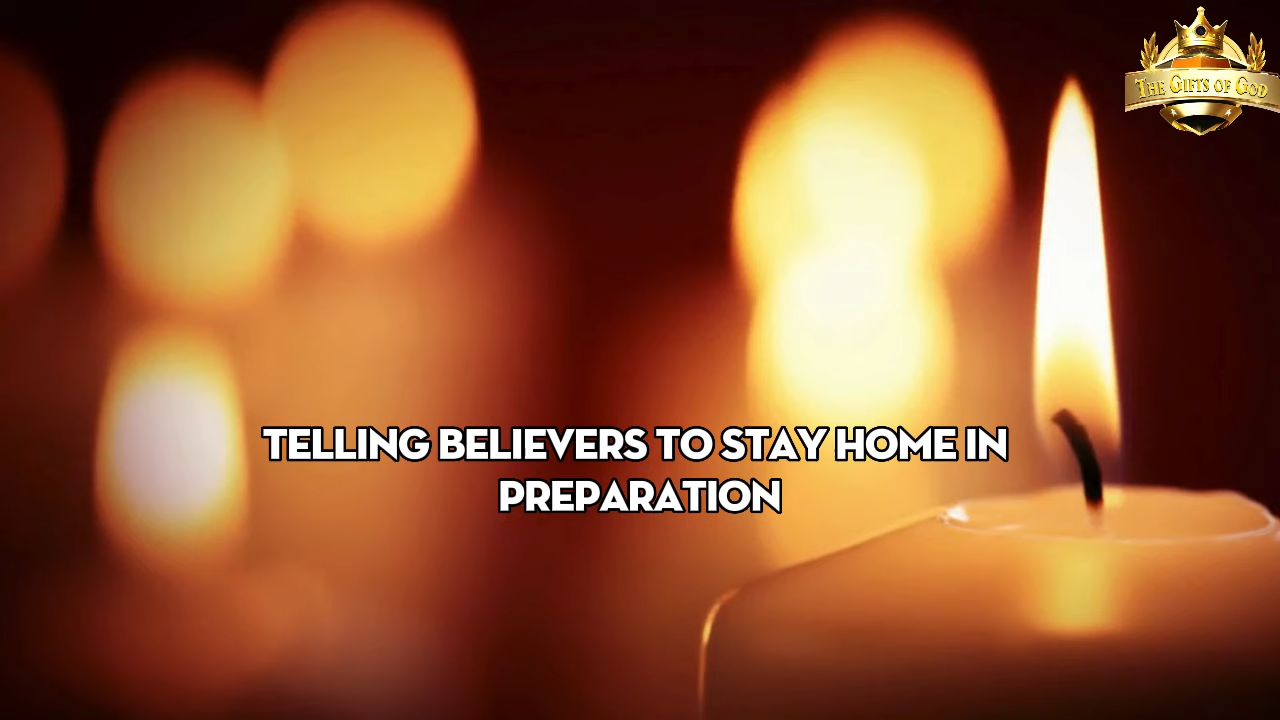 THE GIFTS OF GOD
TELLING BELIEVERS TO STAY HOME IN
PREPARATION